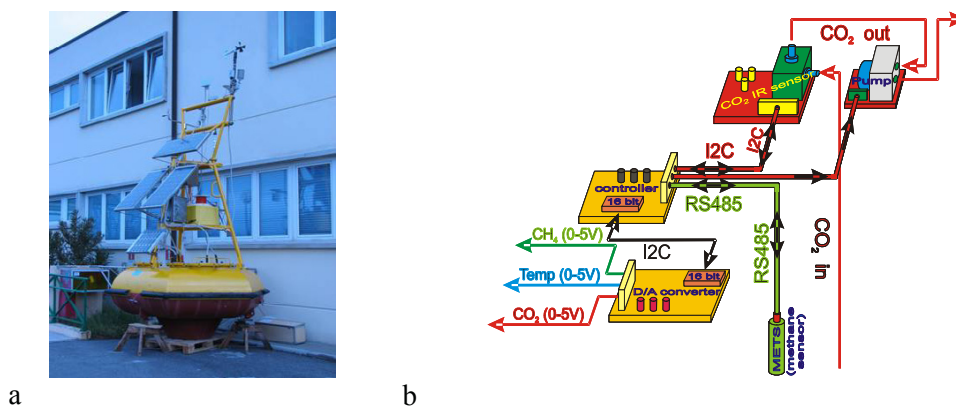 a
b
CO₂ out
Pump
CO₂ IR sensor
I2C
I2C
controller
16 bit
RS485
RS485
CO₂ in
CH₄ (0-5V)
I2C
Temp (0-5V)
16 bit
D/A converter
CO₂ (0-5V)
METS
(methane
sensor)